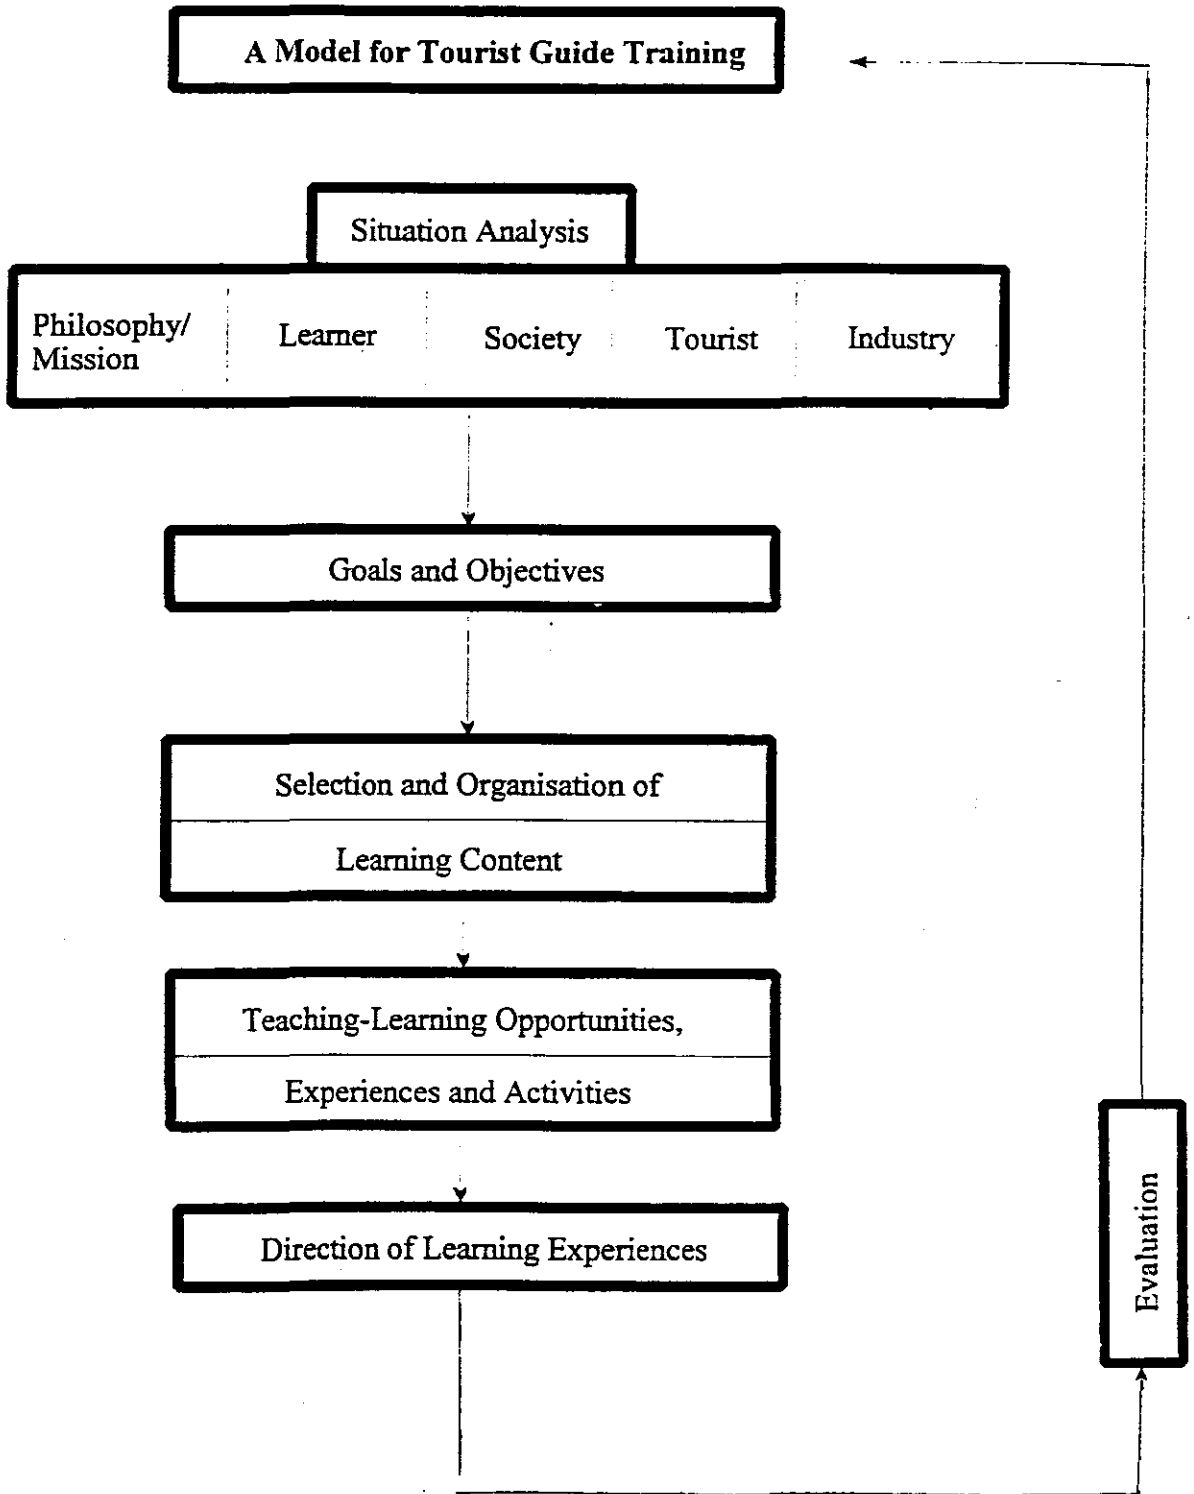 A Model for Tourist Guide Training
Situation Analysis
Philosophy/
Mission
Learner
Society
Tourist
Industry
Goals and Objectives
Selection and Organisation of
Learning Content
Teaching-Learning Opportunities,
Experiences and Activities
Direction of Learning Experiences
Evaluation